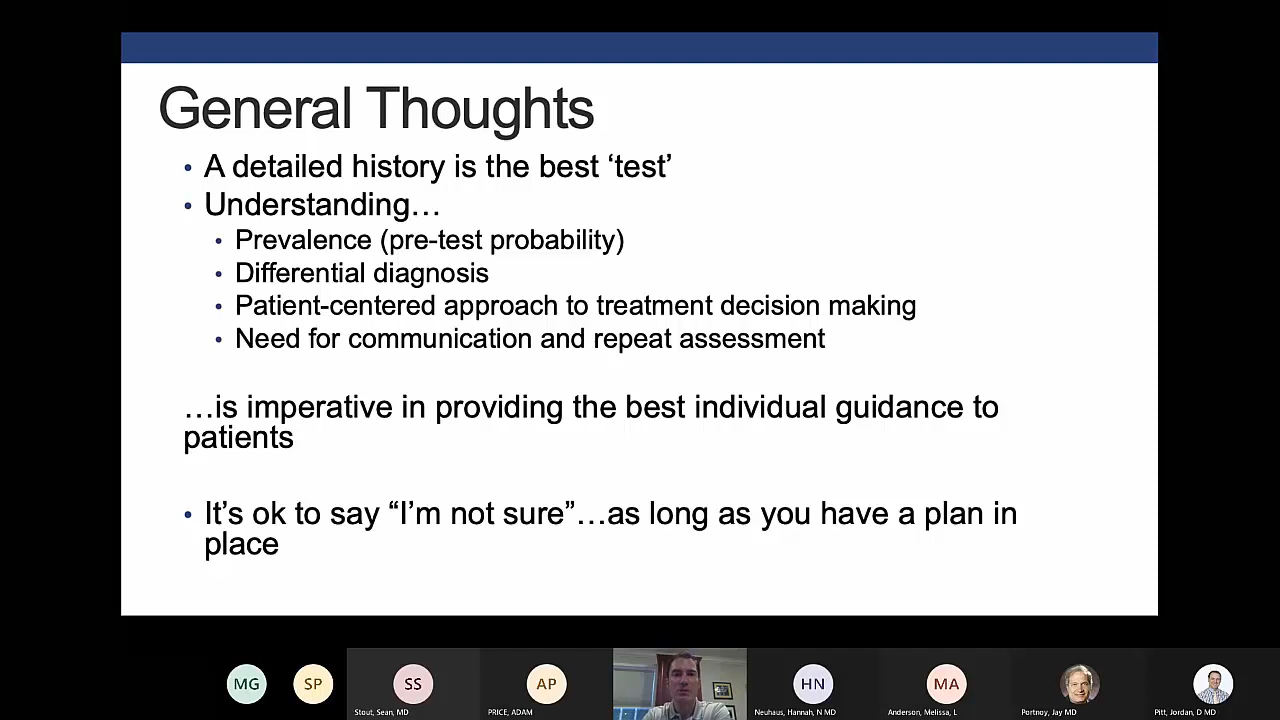 General Thoughts
• A detailed history is the best ‘test’
• Understanding…
• Prevalence (pre-test probability)
• Differential diagnosis
• Patient-centered approach to treatment decision making
• Need for communication and repeat assessment
…is imperative in providing the best individual guidance to
patients
• It’s ok to say “I’m not sure”…as long as you have a plan in
place
MG
SP
SS
AP
HN
MA
Stout, Sean, MD
PRICE, ADAM
Neuhaus, Hannah, N MD
Anderson, Melissa, L
Portnoy, Jay MD
Pitt, Jordan, D MD